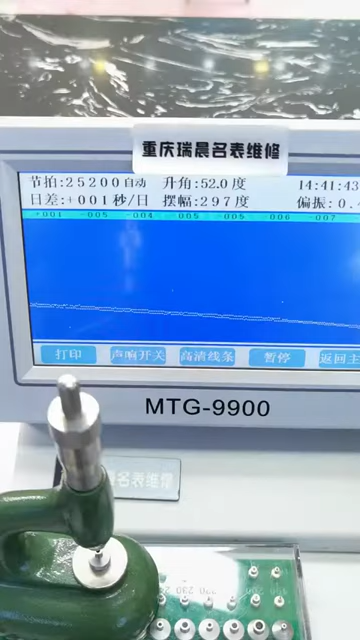 重庆瑞晨名表维修
节拍:25200自动 升角:52.0度 14:41:43
日差:+001秒/日 摆幅:297度 偏振:0.
+001 -005 -004 -005 -005 -006 -007
打印 声响开关 高清线条 暂停 返回主
MTG-9900
名表维修